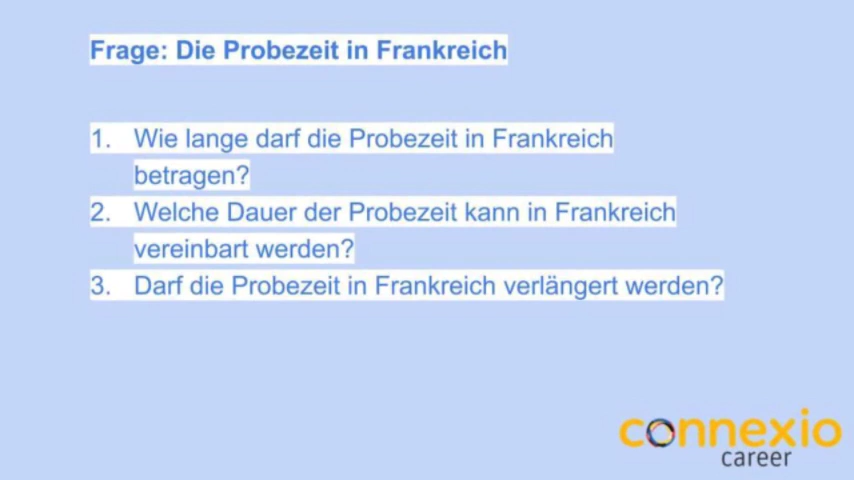 Frage: Die Probezeit in Frankreich
1. Wie lange darf die Probezeit in Frankreich
betragen?
2. Welche Dauer der Probezeit kann in Frankreich
vereinbart werden?
3. Darf die Probezeit in Frankreich verlängert werden?
connexio
career